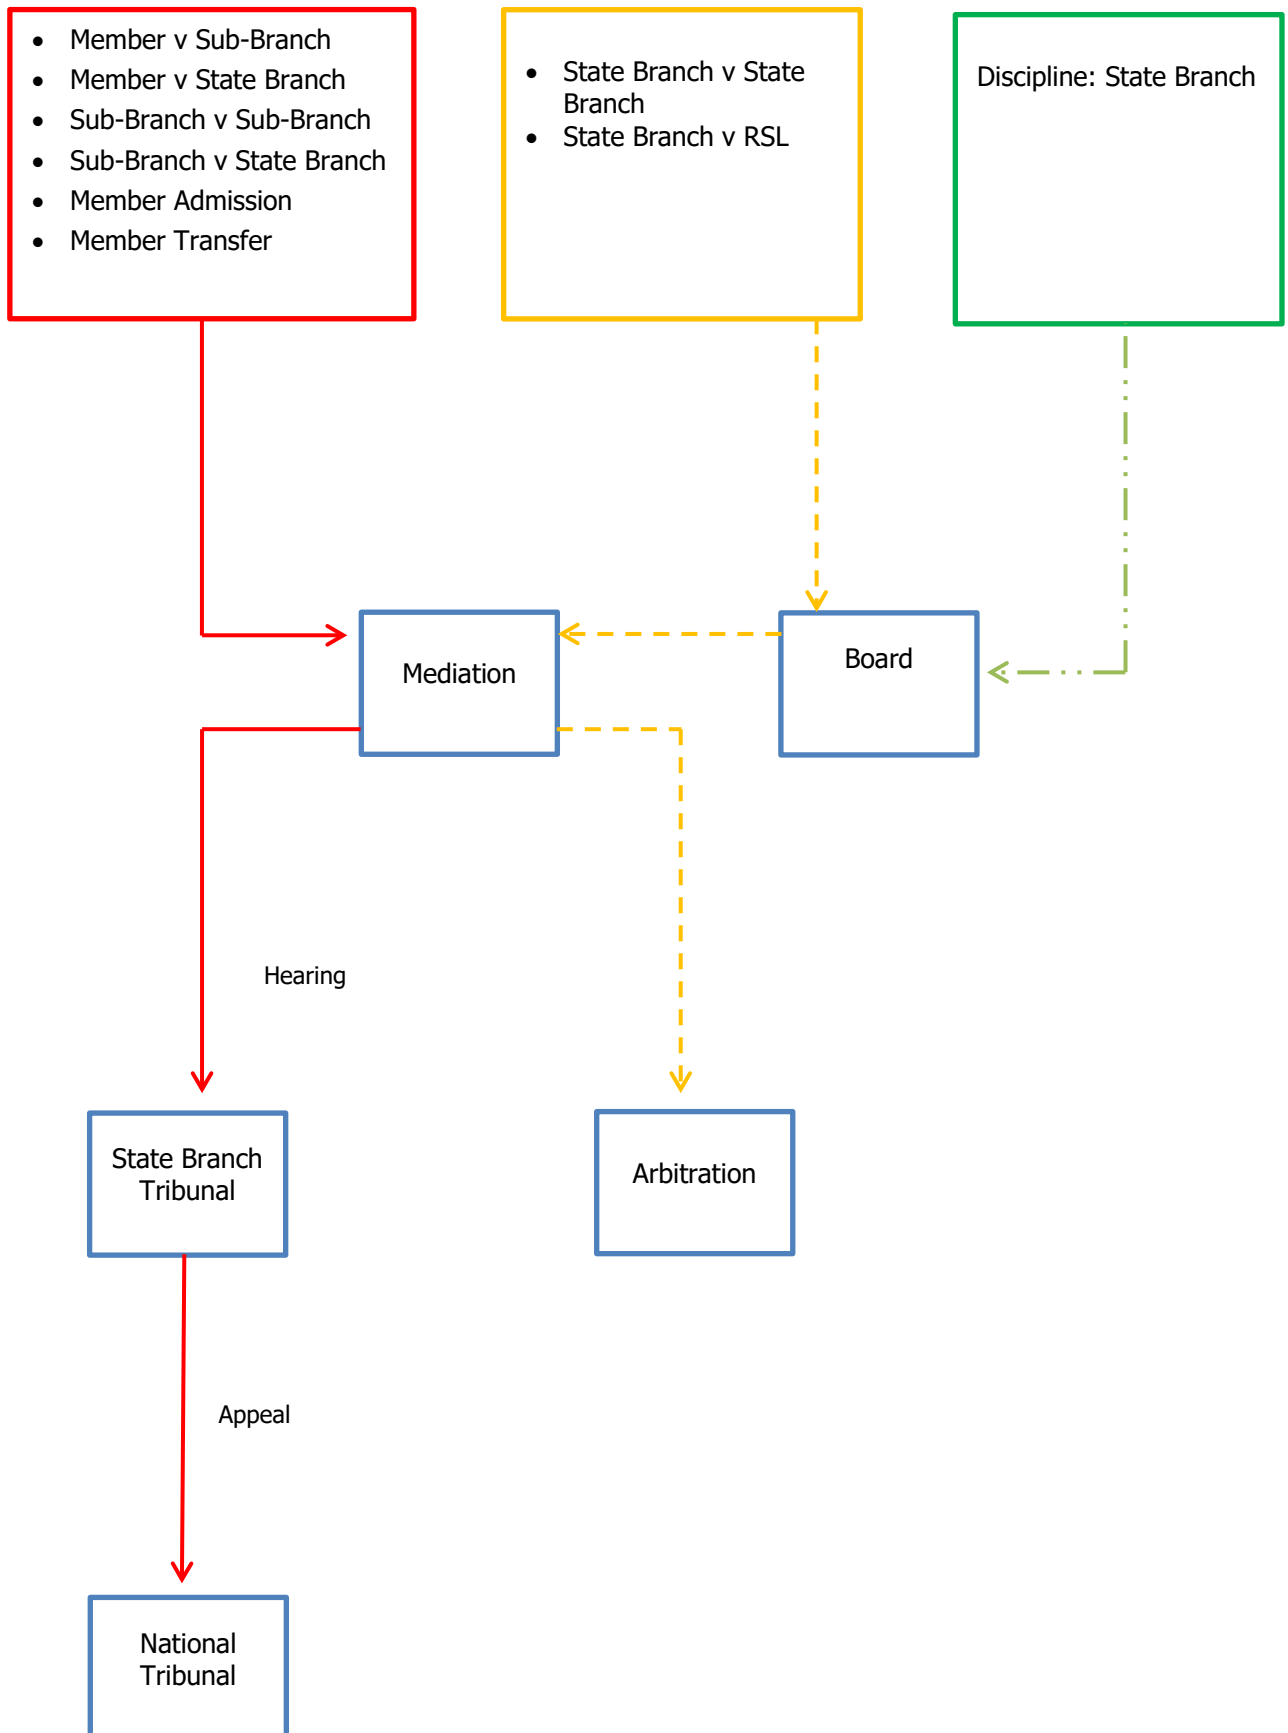 • Member v Sub-Branch
• Member v State Branch
• Sub-Branch v Sub-Branch
• Sub-Branch v State Branch
• Member Admission
• Member Transfer
• State Branch v State
Branch
• State Branch v RSL
Discipline: State Branch
Mediation
Board
Hearing
State Branch
Tribunal
Arbitration
Appeal
National
Tribunal